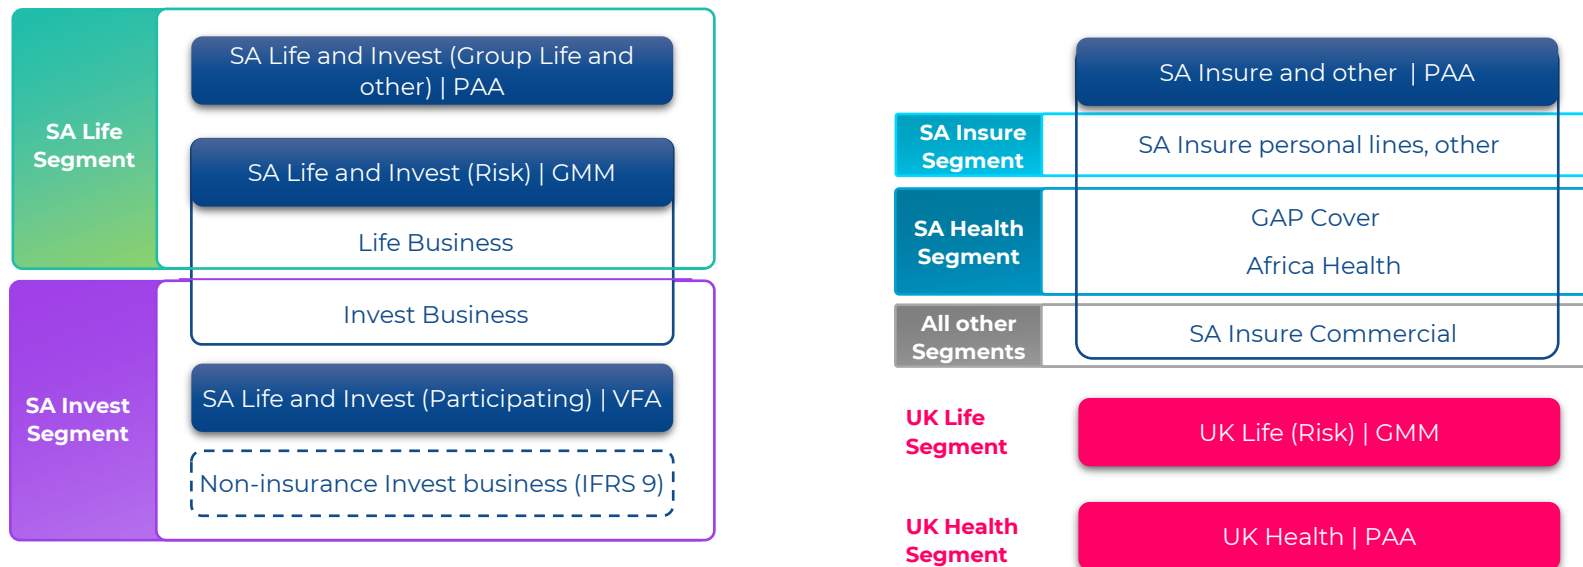 SA Life
Segment
SA Life and Invest (Group Life and
other) | PAA
SA Life and Invest (Risk) | GMM
Life Business
SA Invest
Segment
Invest Business
SA Life and Invest (Participating) | VFA
Non-insurance Invest business (IFRS 9)
SA Insure and other | PAA
SA Insure
Segment
SA Insure personal lines, other
SA Health
Segment
GAP Cover
Africa Health
All other
Segments
SA Insure Commercial
UK Life
Segment
UK Life (Risk) | GMM
UK Health
Segment
UK Health | PAA